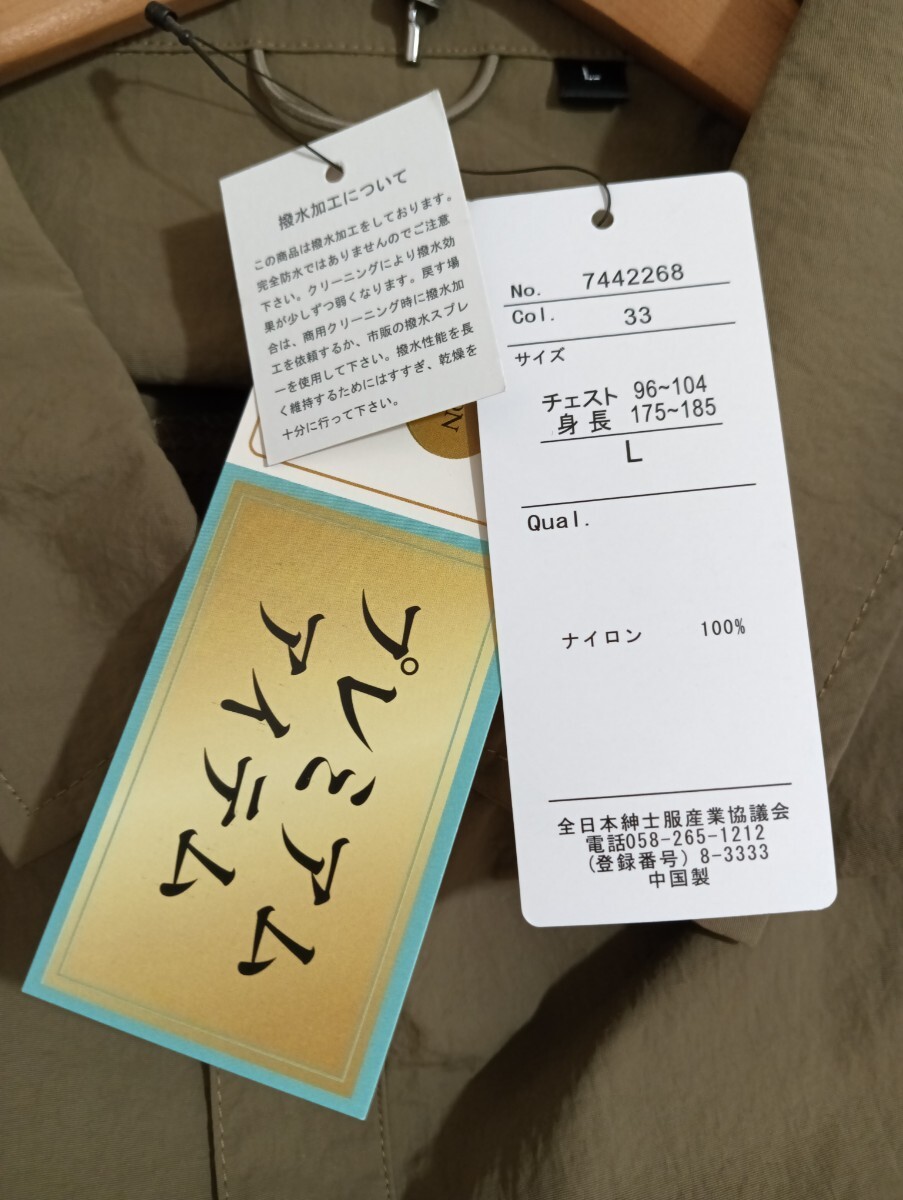 L
撥水加工について
この商品は撥水加工をしております。
完全防水ではありませんのでご注意
下さい。クリーニングにより撥水効
果が少しずつ弱くなります。戻す場
合は、商用クリーニング時に撥水加
工を依頼するか、市販の撥水スプレ
ーを使用して下さい。撥水性能を長
く維持するためにはすすぎ、乾燥を
十分に行って下さい。
No. 7442268
Col. 33
サイズ
チェスト 96~104
身長 175~185
L
Qual.
ナイロン 100%
全日本紳士服産業協議会
電話058-265-1212
(登録番号) 8-3333
中国製
プレミアム
アイテム